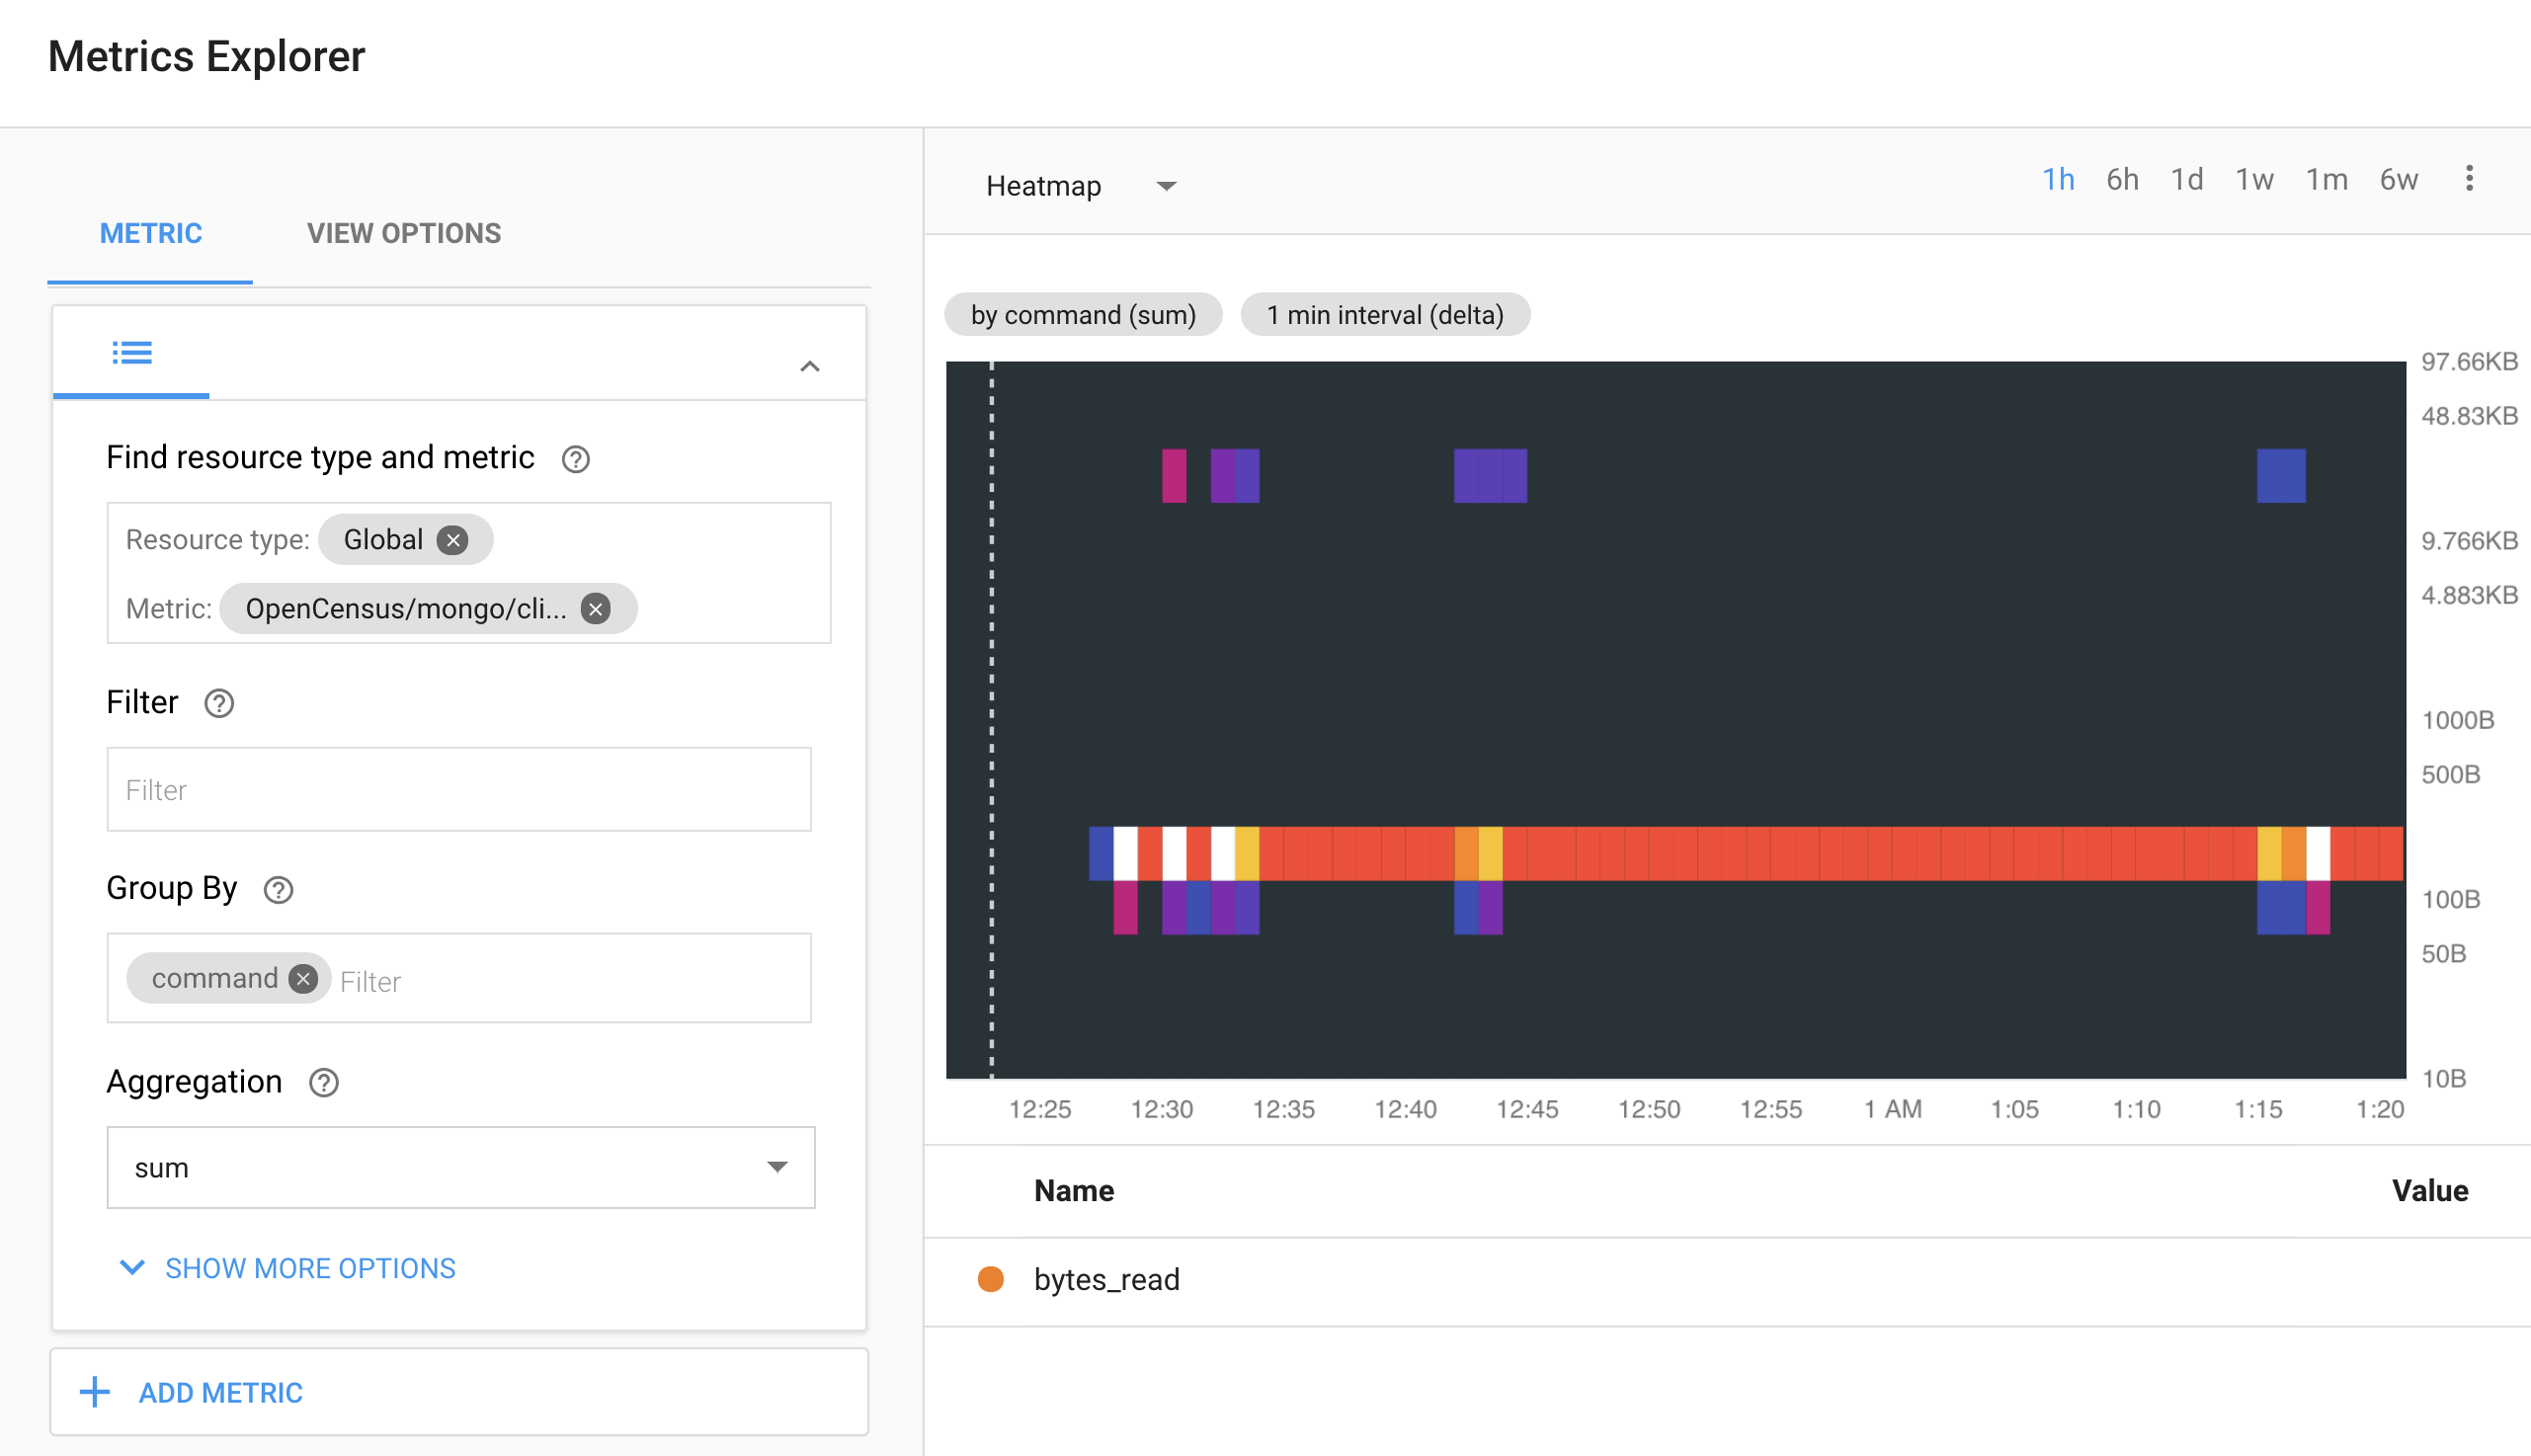 Metrics Explorer
METRIC VIEW OPTIONS
Find resource type and metric
Resource type: Global
Metric: OpenCensus/mongo/cli...
Filter
Filter
Group By
command Filter
Aggregation
sum
SHOW MORE OPTIONS
ADD METRIC
Heatmap 1h 6h 1d 1w 1m 6w
by command (sum) 1 min interval (delta)
97.66KB
48.83KB
9.766KB
4.883KB
1000B
500B
100B
50B
10B
12:25 12:30 12:35 12:40 12:45 12:50 12:55 1 AM 1:05 1:10 1:15 1:20
Name Value
bytes_read